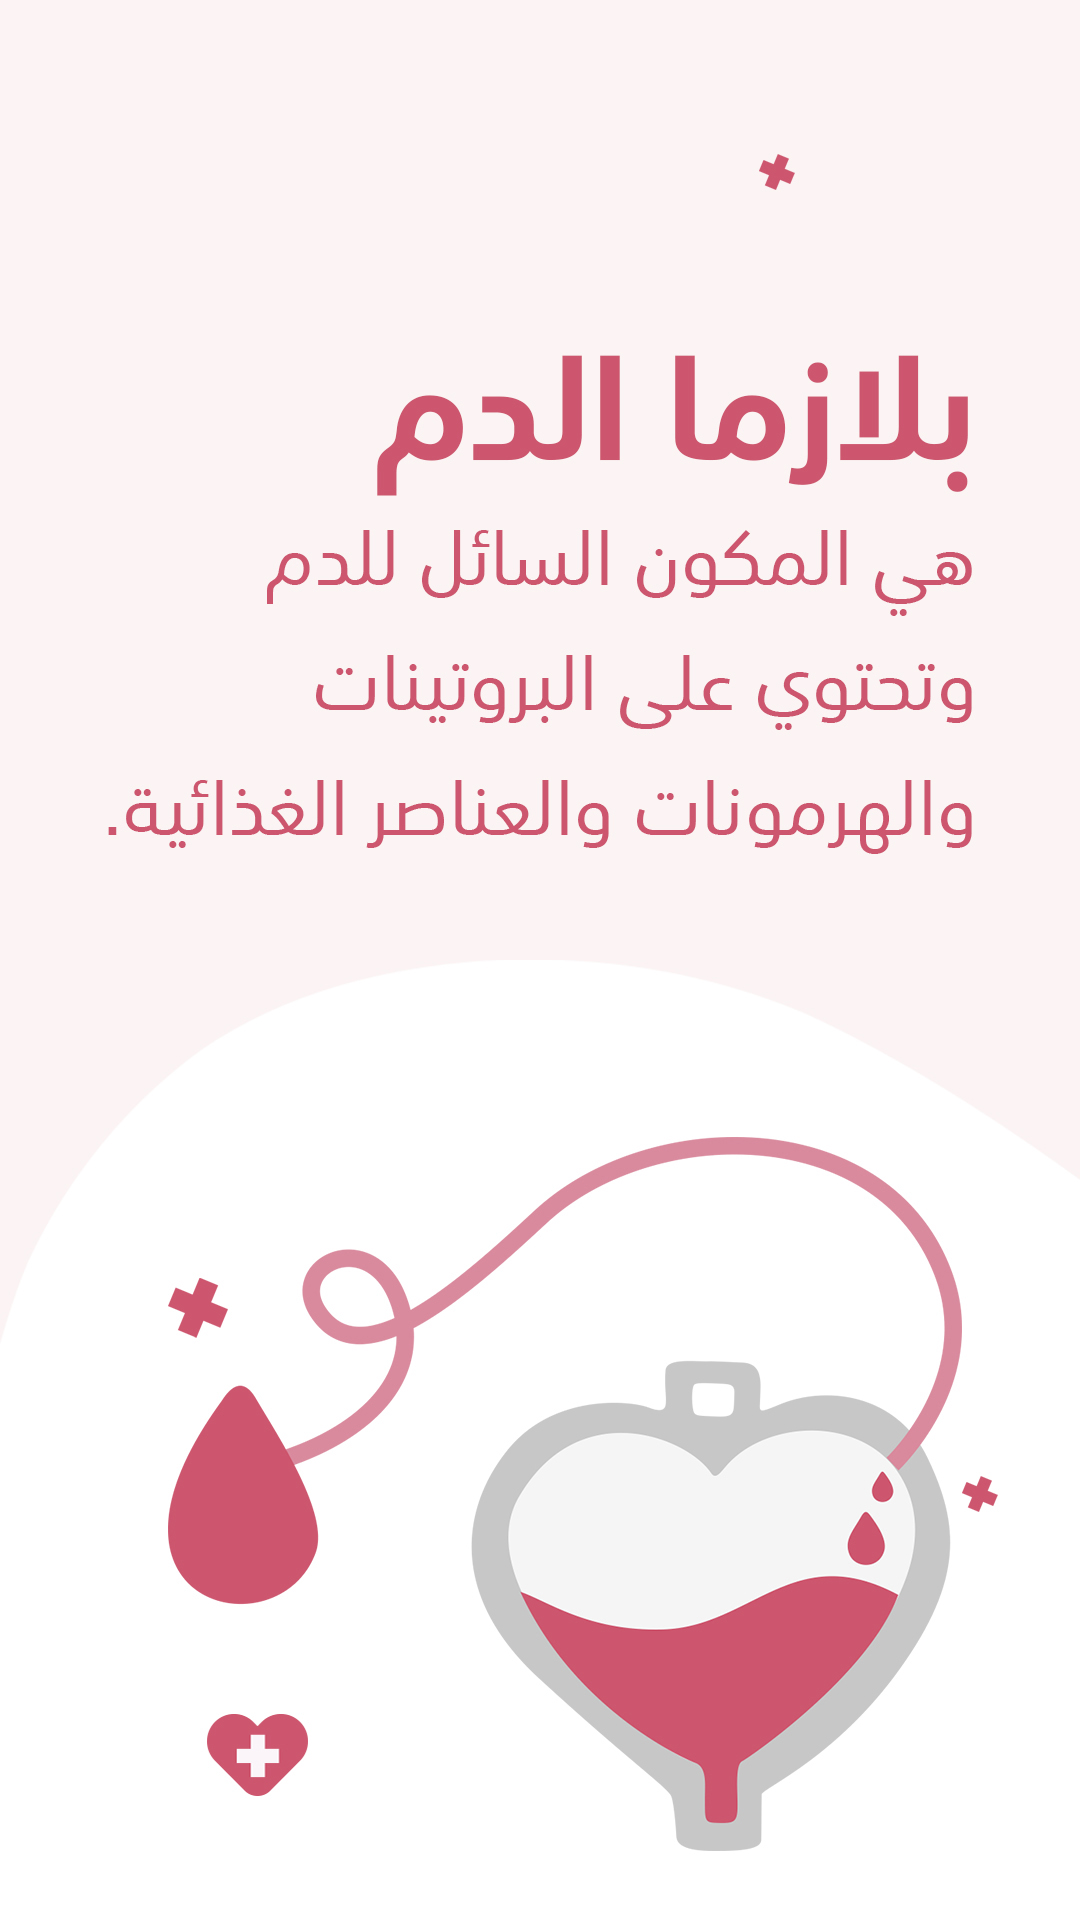 بلازما الدم
هي المكون السائل للدم
وتحتوي على البروتينات
والهرمونات والعناصر الغذائية.